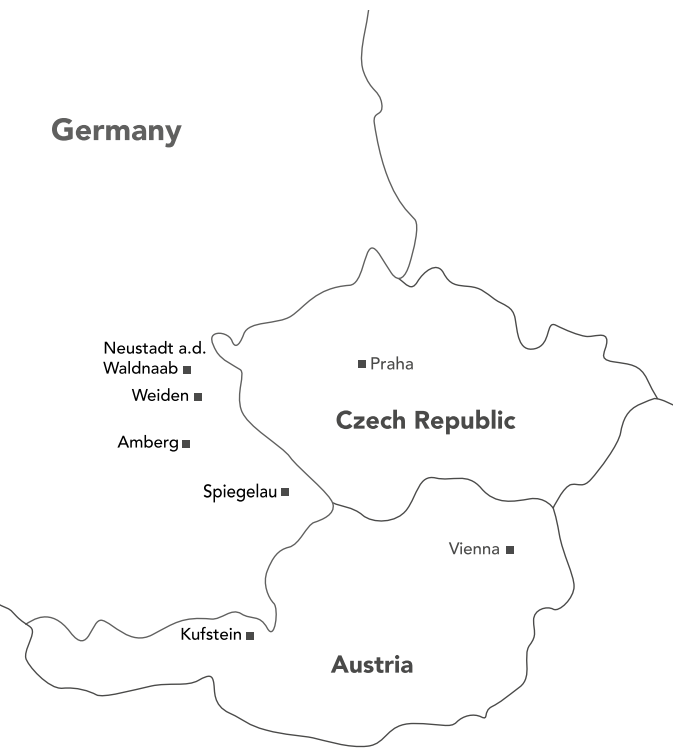 Germany
Neustadt a.d.
Waldnaab
Praha
Weiden
Czech Republic
Amberg
Spiegelau
Vienna
Kufstein
Austria